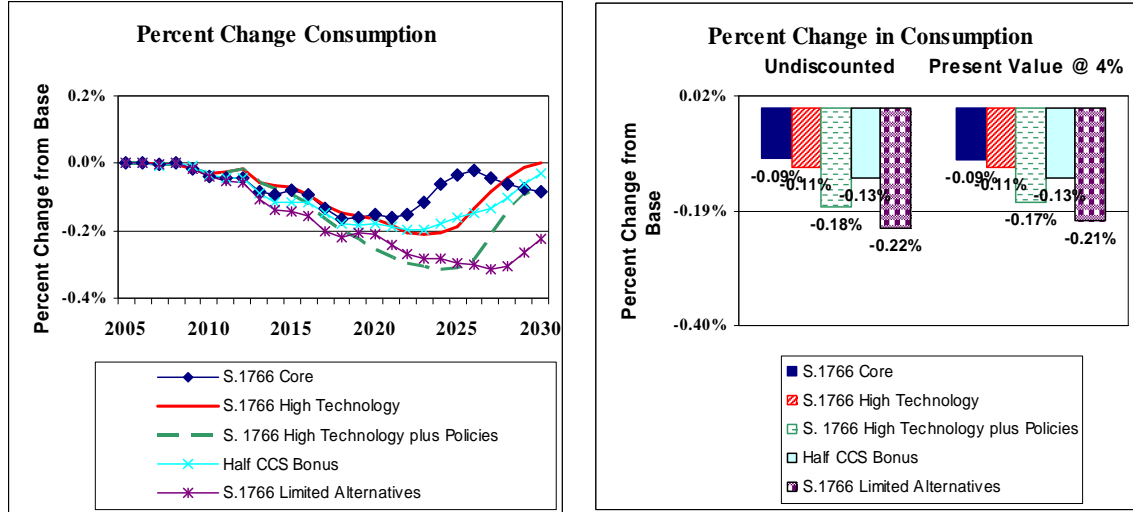 Percent Change Consumption
Percent Change from Base
0.2%
0.0%
-0.2%
-0.4%
2005 2010 2015 2020 2025 2030
S.1766 Core
S.1766 High Technology
S. 1766 High Technology plus Policies
Half CCS Bonus
S.1766 Limited Alternatives
Percent Change in Consumption
Undiscounted Present Value @ 4%
Percent Change from
Base
0.02%
-0.19%
-0.40%
-0.09% -0.11% -0.18% -0.13% -0.22%
-0.09% -0.11% -0.17% -0.13% -0.21%
S.1766 Core
S.1766 High Technology
S. 1766 High Technology plus Policies
Half CCS Bonus
S.1766 Limited Alternatives